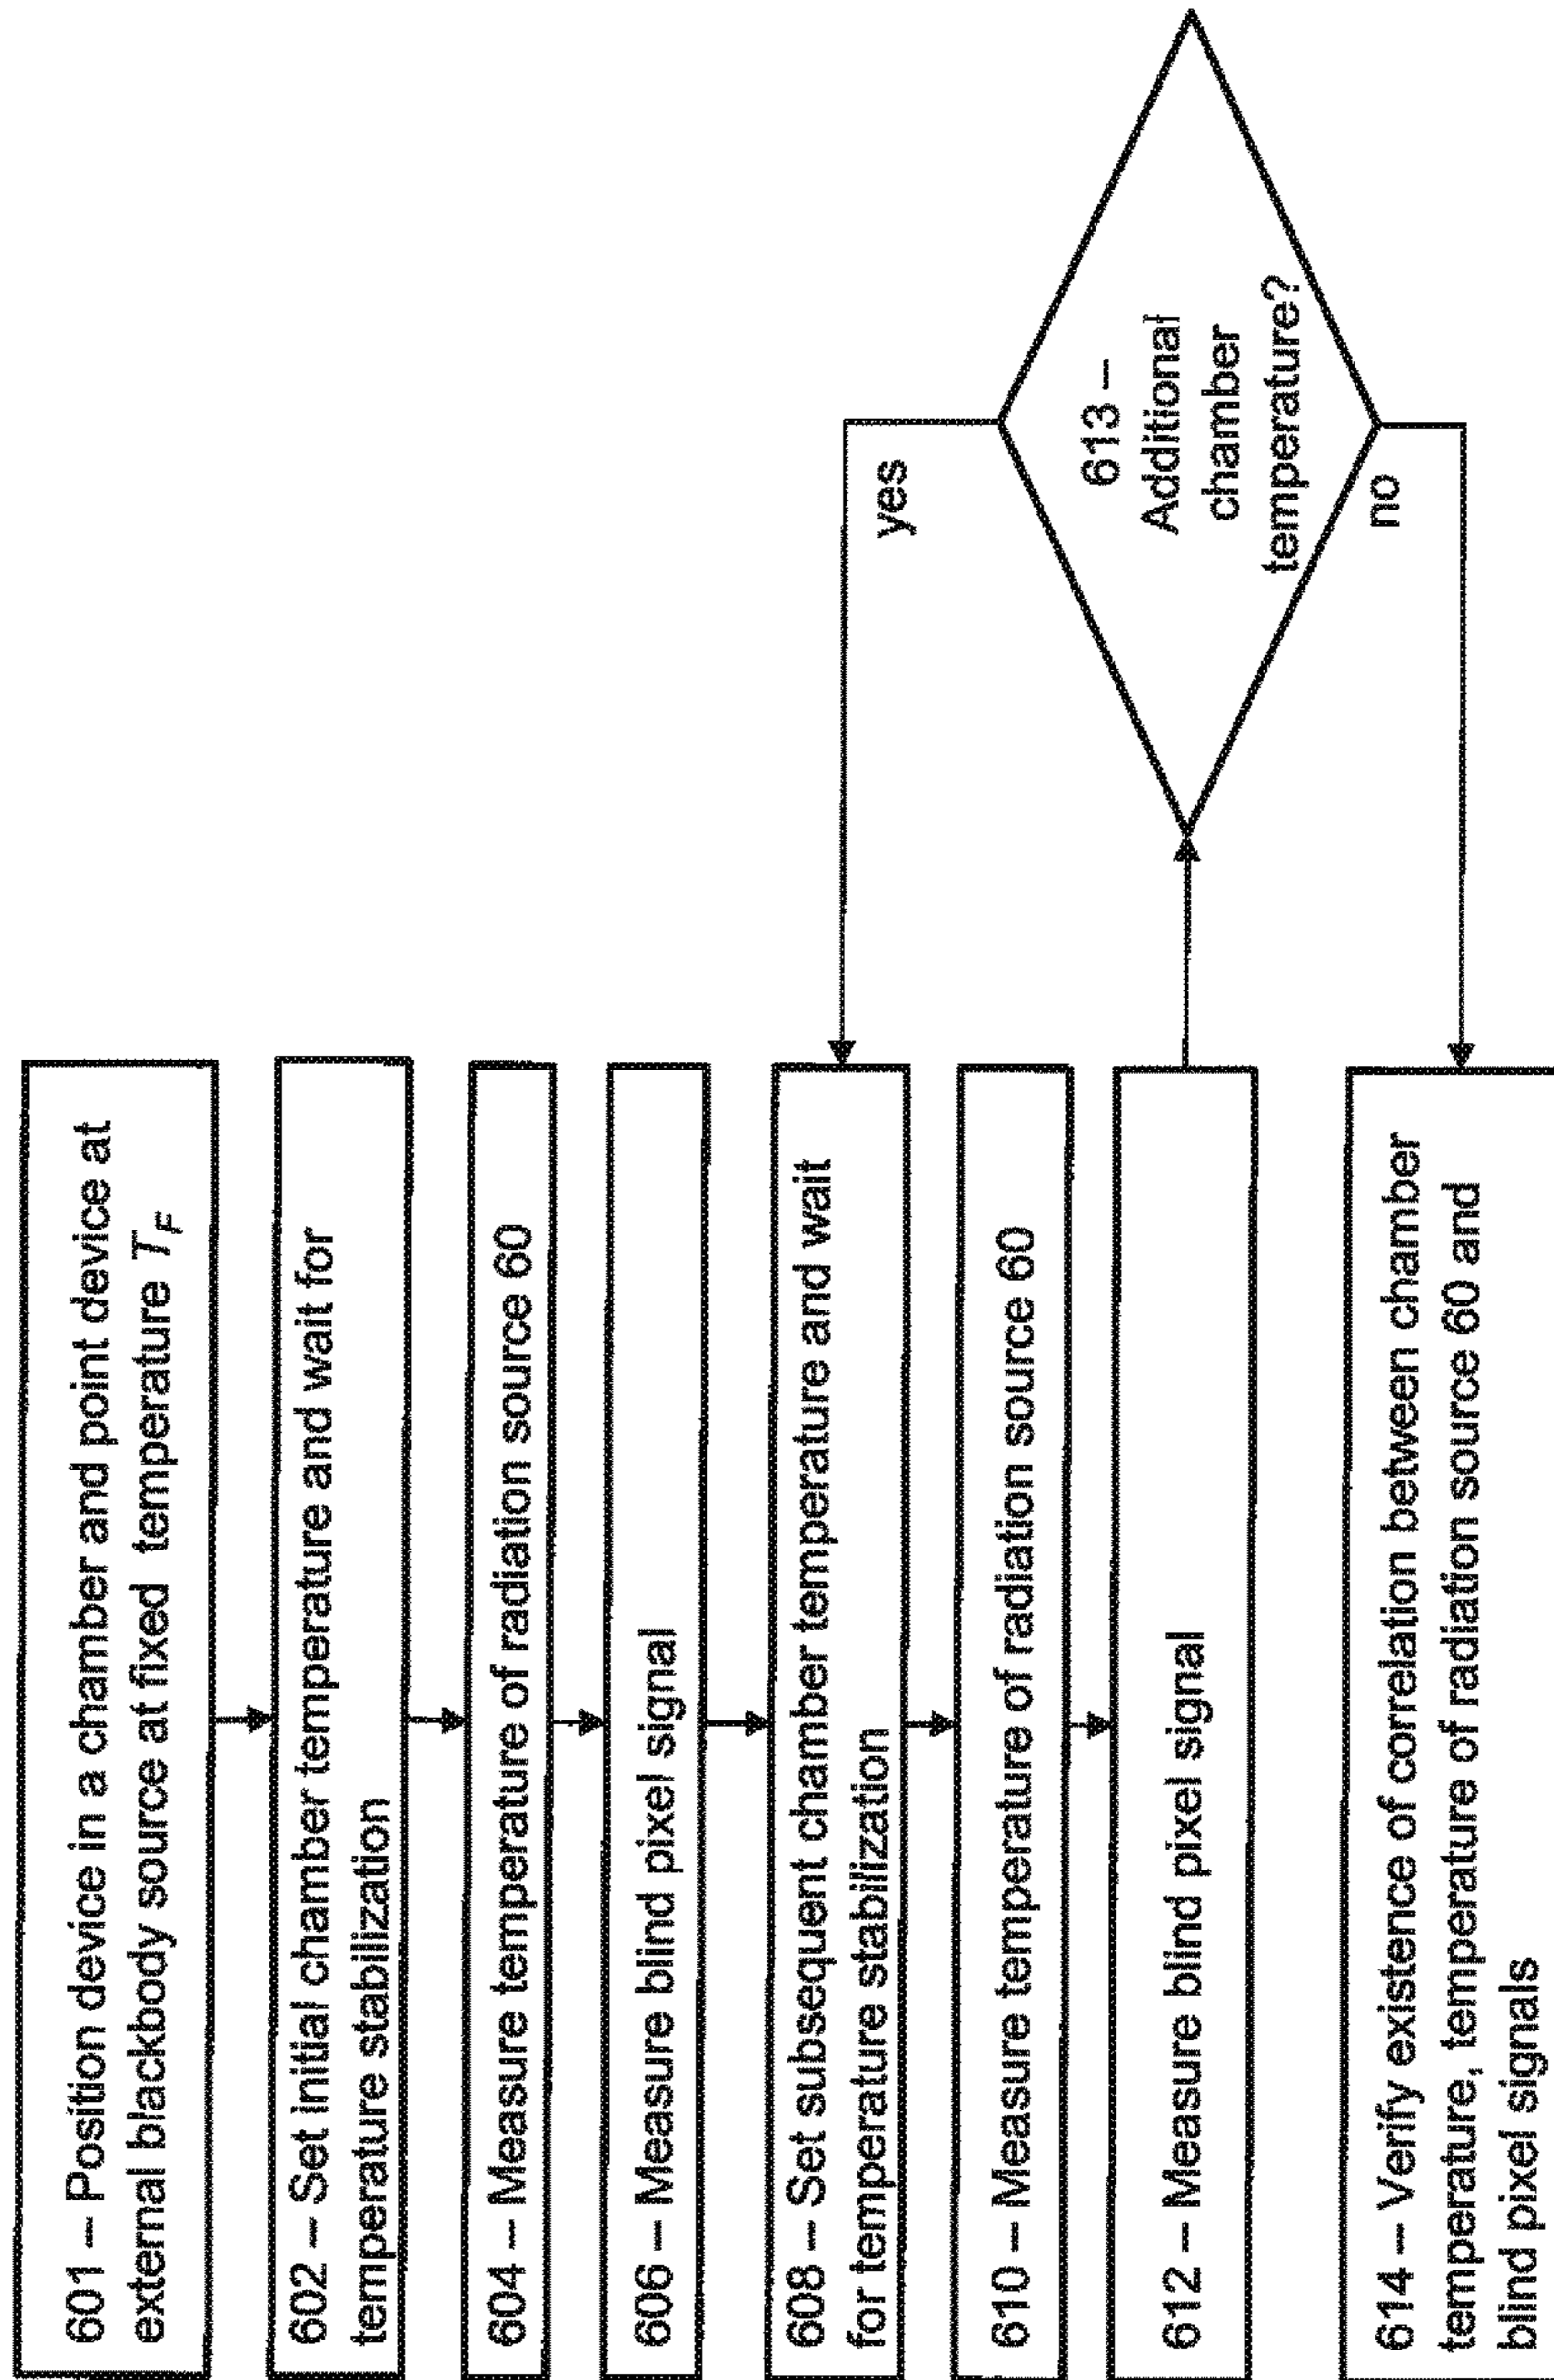 601 – Position device in a chamber and point device at
external blackbody source at fixed temperature T_F
602 – Set initial chamber temperature and wait for
temperature stabilization
604 – Measure temperature of radiation source 60
606 – Measure blind pixel signal
608 – Set subsequent chamber temperature and wait
for temperature stabilization
610 – Measure temperature of radiation source 60
612 – Measure blind pixel signal
yes
613 –
Additional
chamber
temperature?
no
614 – Verify existence of correlation between chamber
temperature, temperature of radiation source 60 and
blind pixel signals